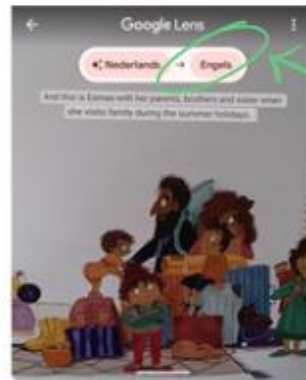 Google Lens
Nederlands → Engels
And this is Esmaa with her parents, brothers and sister when
she visits family during the summer holidays.